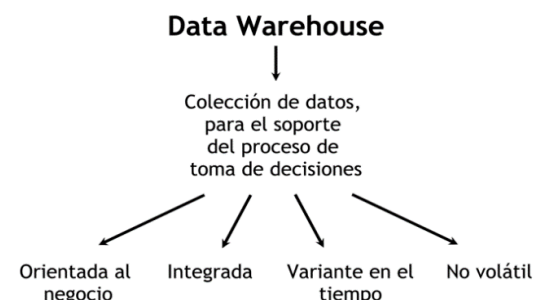 Data Warehouse
Colección de datos,
para el soporte
del proceso de
toma de decisiones
Orientada al
negocio
Integrada
Variante en el
tiempo
No volátil